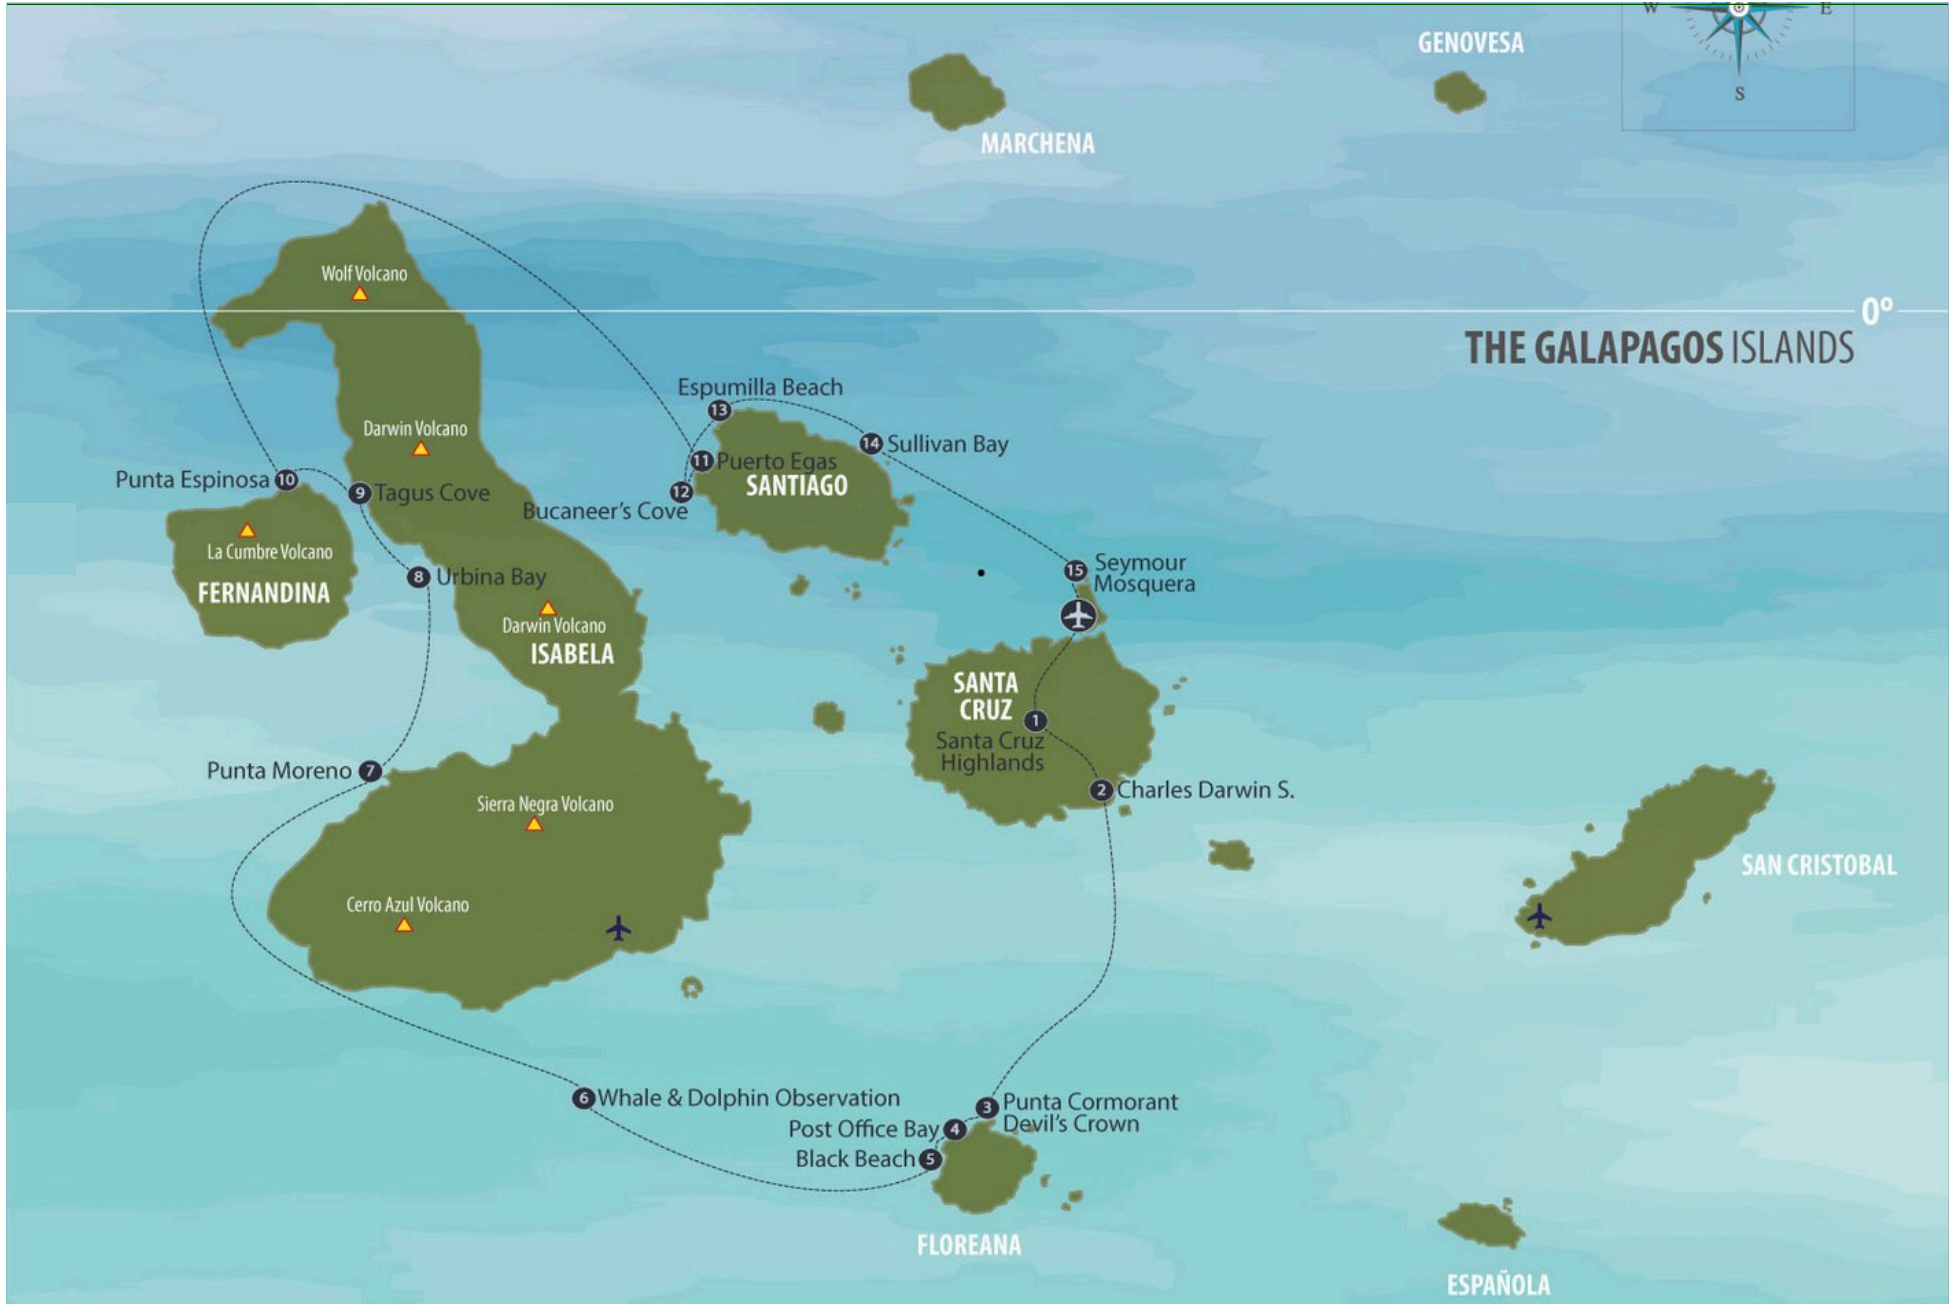 W
E
S
GENOVESA
MARCHENA
Wolf Volcano
0º
THE GALAPAGOS ISLANDS
Espumilla Beach
13
Darwin Volcano
14
Sullivan Bay
11
Puerto Egas
Punta Espinosa
10
9
Tagus Cove
12
SANTIAGO
Bucaneer's Cove
La Cumbre Volcano
FERNANDINA
8
Urbina Bay
15
Seymour
Mosquera
Darwin Volcano
ISABELA
SANTA
CRUZ
1
Santa Cruz
Highlands
Punta Moreno
7
2
Charles Darwin S.
Sierra Negra Volcano
SAN CRISTOBAL
Cerro Azul Volcano
6
Whale & Dolphin Observation
3
Punta Cormorant
Devil's Crown
Post Office Bay
4
Black Beach
5
FLOREANA
ESPAÑOLA